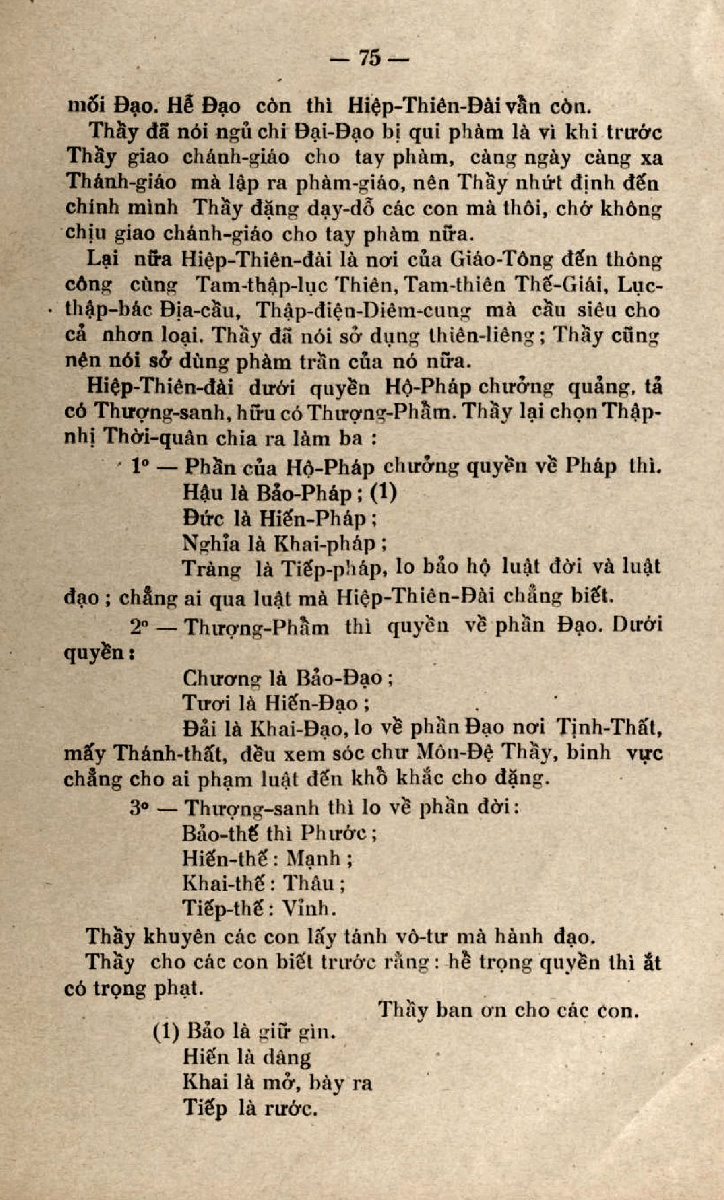 — 75 —
mối Đạo. Hễ Đạo còn thì Hiệp-Thiên-Đài vẫn còn.
Thầy đã nói ngủ chi Đại-Đạo bị qui phàm là vì khi trước
Thầy giao chánh-giáo cho tay phàm, càng ngày càng xa
Thánh-giáo mà lập ra phàm-giáo, nên Thầy nhứt định đến
chính mình Thầy đặng dạy-dỗ các con mà thôi, chớ không
chịu giao chánh-giáo cho tay phàm nữa.
Lại nữa Hiệp-Thiên-đài là nơi của Giáo-Tông đến thông
công cùng Tam-thập-lục Thiên, Tam-thiên Thế-Giái, Lục-
thập-bác Địa-cầu, Thập-điện-Diêm-cung mà cầu siêu cho
cả nhơn loại. Thầy đã nói sở dụng thiên-liêng; Thầy cũng
nên nói sở dùng phàm trần của nó nữa.
Hiệp-Thiên-đài dưới quyền Hộ-Pháp chưởng quảng, tả
có Thượng-sanh, hữu có Thượng-Phẩm. Thầy lại chọn Thập-
nhị Thời-quân chia ra làm ba :
1º — Phần của Hộ-Pháp chưởng quyền về Pháp thì.
Hậu là Bảo-Pháp ; (1)
Đức là Hiến-Pháp ;
Nghĩa là Khai-pháp ;
Tràng là Tiếp-pháp, lo bảo hộ luật đời và luật
đạo ; chẳng ai qua luật mà Hiệp-Thiên-Đài chẳng biết.
2º — Thượng-Phẩm thì quyền về phần Đạo. Dưới
quyền :
Chương là Bảo-Đạo ;
Tươi là Hiến-Đạo ;
Đải là Khai-Đạo, lo về phần Đạo nơi Tịnh-Thất,
mấy Thánh-thất, đều xem sóc chư Môn-Đệ Thầy, binh vực
chẳng cho ai phạm luật đến khổ khắc cho đặng.
3º — Thượng-sanh thì lo về phần đời :
Bảo-thế thì Phước ;
Hiến-thế : Mạnh ;
Khai-thế : Thâu ;
Tiếp-thế : Vỉnh.
Thầy khuyên các con lấy tánh vô-tư mà hành đạo.
Thầy cho các con biết trước rằng : hề trọng quyền thì ắt
có trọng phạt.
Thầy ban ơn cho các con.
(1) Bảo là giữ gìn.
Hiến là dâng
Khai là mở, bày ra
Tiếp là rước.